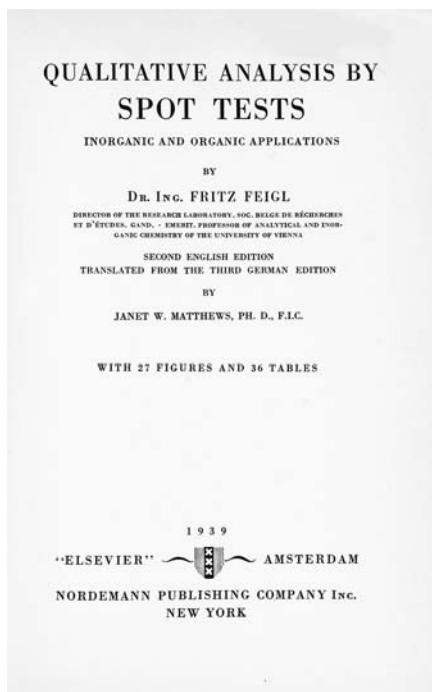 QUALITATIVE ANALYSIS BY
SPOT TESTS
INORGANIC AND ORGANIC APPLICATIONS
BY
DR. ING. FRITZ FEIGL
DIRECTOR OF THE RESEARCH LABORATORY, SOC. BELGE DE RÉCHERCHES
ET D'ÉTUDES, GAND, - EMERIT. PROFESSOR OF ANALYTICAL AND INOR-
GANIC CHEMISTRY OF THE UNIVERSITY OF VIENNA
SECOND ENGLISH EDITION
TRANSLATED FROM THE THIRD GERMAN EDITION
BY
JANET W. MATTHEWS, PH. D., F.I.C.
WITH 27 FIGURES AND 36 TABLES
1939
"ELSEVIER" AMSTERDAM
NORDEMANN PUBLISHING COMPANY INC.
NEW YORK